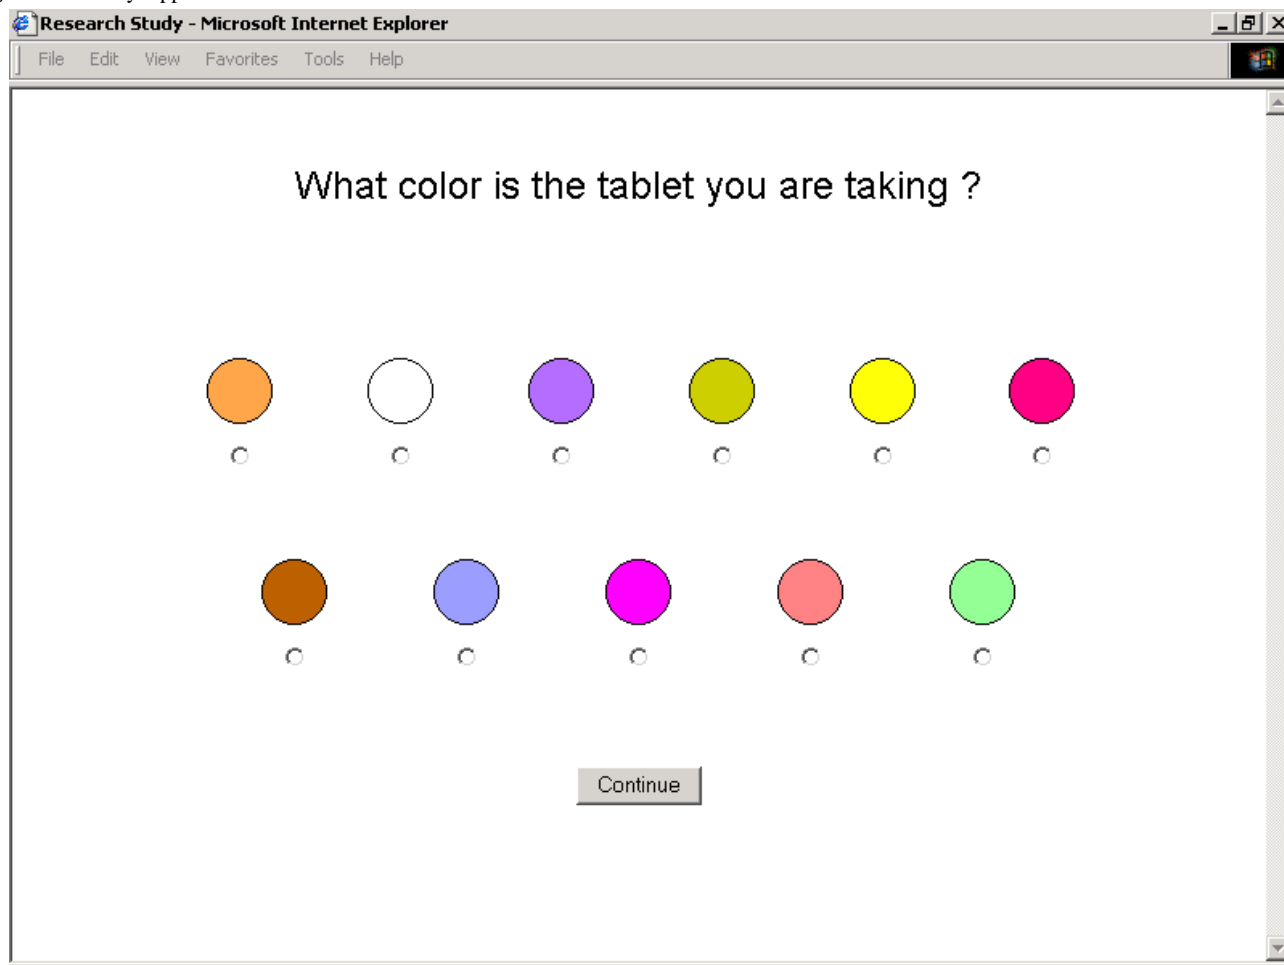 Research Study - Microsoft Internet Explorer
File Edit View Favorites Tools Help
What color is the tablet you are taking ?
Continue